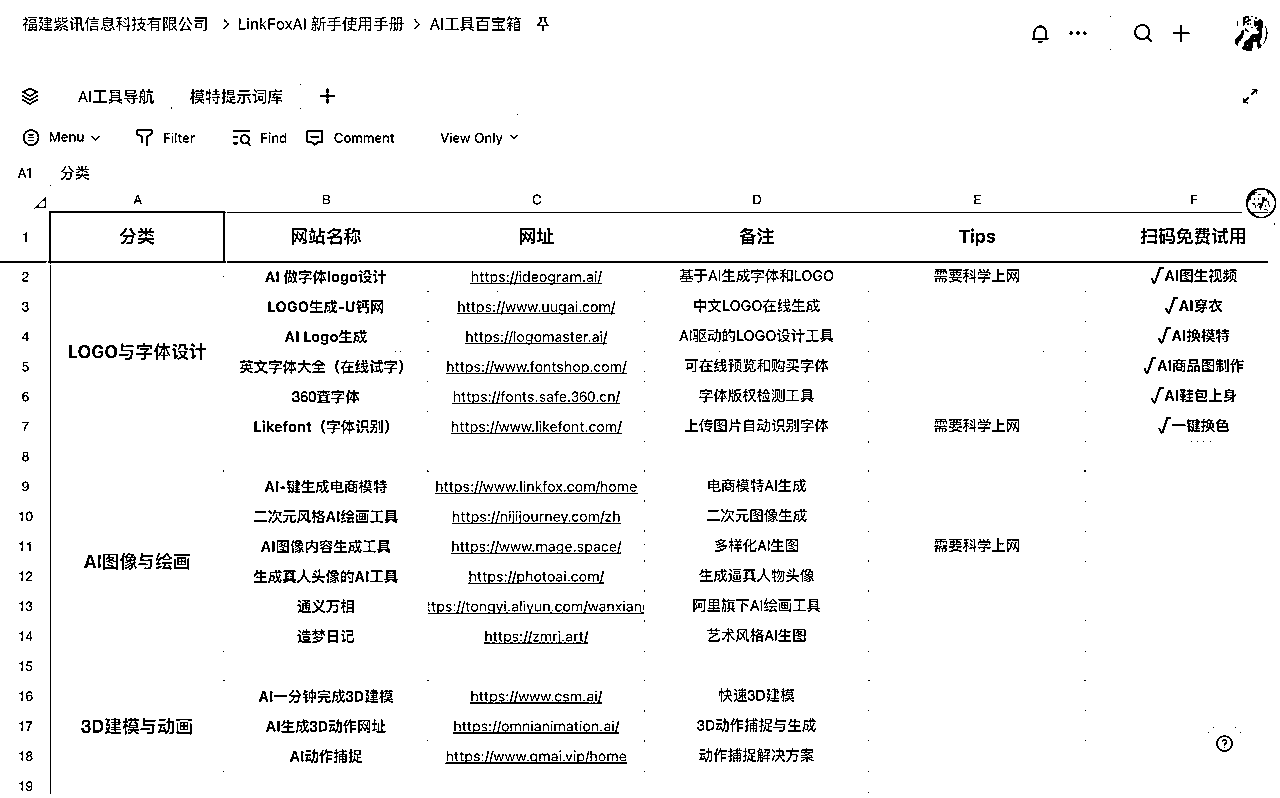 福建紫讯信息科技有限公司 > LinkFoxAI 新手使用手册 > AI工具百宝箱
AI工具导航 模特提示词库
Menu Filter Find Comment View Only
A1 分类
A B C D E F
1 分类 网站名称 网址 备注 Tips 扫码免费试用
2 AI 做字体logo设计 https://ideogram.ai/ 基于AI生成字体和LOGO 需要科学上网 √AI图生视频
3 LOGO生成-U钙网 https://www.uugai.com/ 中文LOGO在线生成 √AI穿衣
4 AI Logo生成 https://logomaster.ai/ AI驱动的LOGO设计工具 √AI换模特
LOGO与字体设计
5 英文字体大全（在线试字） https://www.fontshop.com/ 可在线预览和购买字体 √AI商品图制作
6 360查字体 https://fonts.safe.360.cn/ 字体版权检测工具 √AI鞋包上身
7 Likefont（字体识别） https://www.likefont.com/ 上传图片自动识别字体 需要科学上网 √一键换色
8
9 AI-键生成电商模特 https://www.linkfox.com/home 电商模特AI生成
10 二次元风格AI绘画工具 https://nijijourney.com/zh 二次元图像生成
11 AI图像内容生成工具 https://www.mage.space/ 多样化AI生图 需要科学上网
AI图像与绘画
12 生成真人头像的AI工具 https://photoai.com/ 生成逼真人物头像
13 通义万相 ttps://tongyi.aliyun.com/wanxian 阿里旗下AI绘画工具
14 造梦日记 https://zmrj.art/ 艺术风格AI生图
15
16 AI一分钟完成3D建模 https://www.csm.ai/ 快速3D建模
17 3D建模与动画 AI生成3D动作网址 https://omnianimation.ai/ 3D动作捕捉与生成
18 AI动作捕捉 https://www.qmai.vip/home 动作捕捉解决方案
19